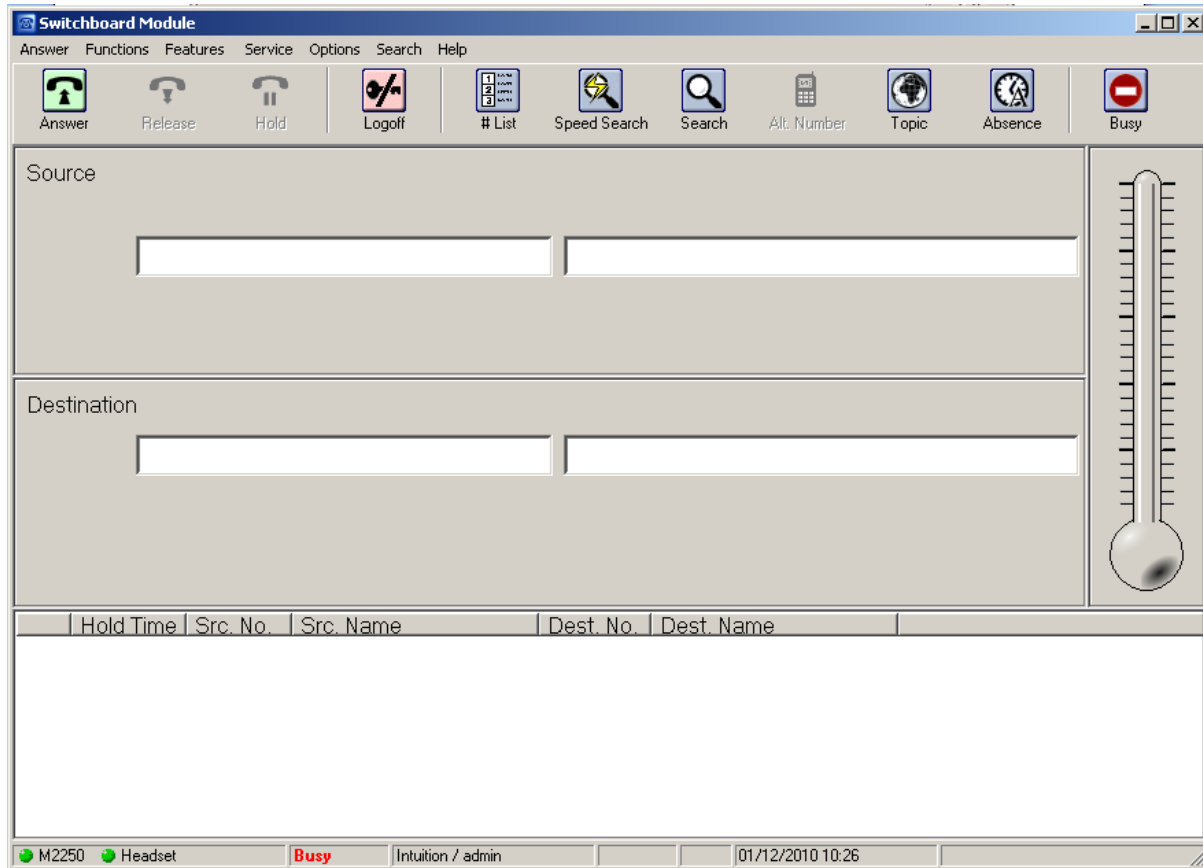 Switchboard Module
Answer Functions Features Service Options Search Help
Answer Release Hold Logoff # List Speed Search Search Alt. Number Topic Absence Busy
Source
Destination
Hold Time Src. No. Src. Name Dest. No. Dest. Name
M2250 Headset Busy Intuition / admin 01/12/2010 10:26